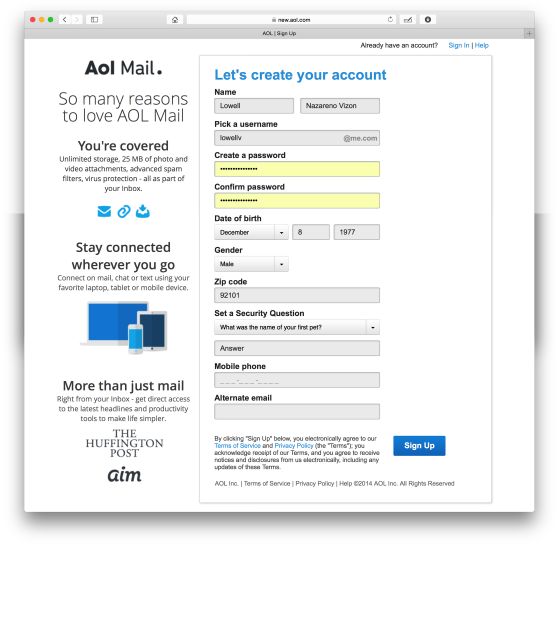 new.aol.com
AOL | Sign Up
Already have an account? Sign In | Help
Aol Mail.
So many reasons
to love AOL Mail
You're covered
Unlimited storage, 25 MB of photo and
video attachments, advanced spam
filters, virus protection - all as part of
your Inbox.
Stay connected
wherever you go
Connect on mail, chat or text using your
favorite laptop, tablet or mobile device.
More than just mail
Right from your Inbox - get direct access
to the latest headlines and productivity
tools to make life simpler.
THE
HUFFINGTON
POST
aim
Let's create your account
Name
Lowell Nazareno Vizon
Pick a username
lowellv @me.com
Create a password
•••••••••••••••
Confirm password
•••••••••••••••
Date of birth
December 8 1977
Gender
Male
Zip code
92101
Set a Security Question
What was the name of your first pet?
Answer
Mobile phone
_ _ _-_ _ _-_ _ _ _
Alternate email
By clicking "Sign Up" below, you electronically agree to our
Terms of Service and Privacy Policy (the "Terms"); you
acknowledge receipt of our Terms, and you agree to receive
notices and disclosures from us electronically, including any
updates of these Terms.
Sign Up
AOL Inc. | Terms of Service | Privacy Policy | Help ©2014 AOL Inc. All Rights Reserved